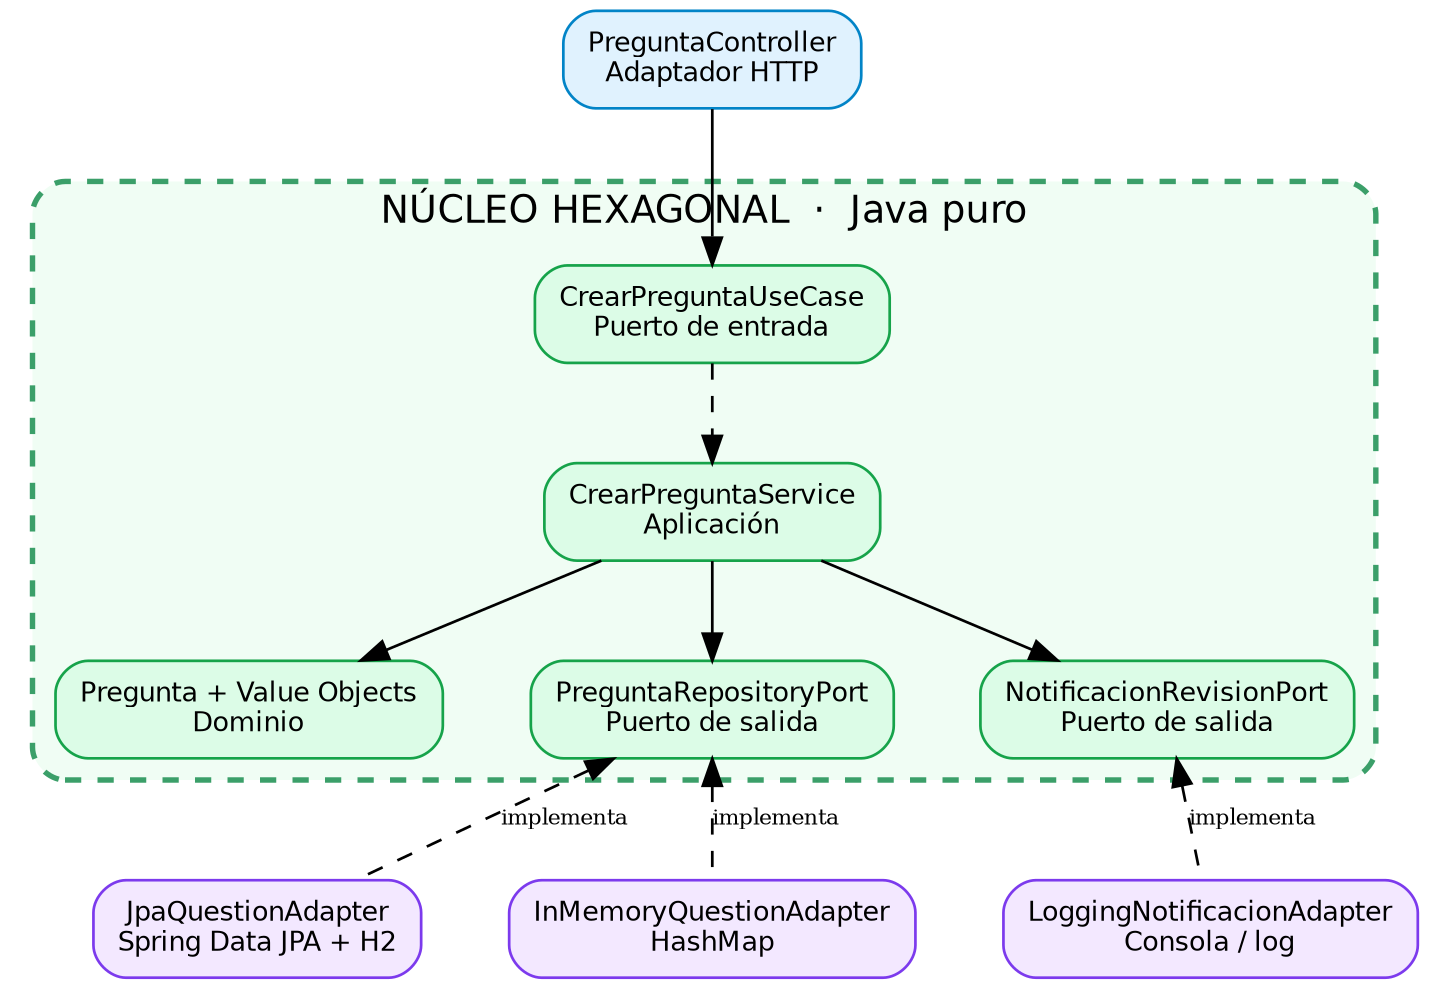 PreguntaController
Adaptador HTTP
NÚCLEO HEXAGONAL · Java puro
CrearPreguntaUseCase
Puerto de entrada
CrearPreguntaService
Aplicación
Pregunta + Value Objects
Dominio
PreguntaRepositoryPort
Puerto de salida
NotificacionRevisionPort
Puerto de salida
implementa
implementa
implementa
JpaQuestionAdapter
Spring Data JPA + H2
InMemoryQuestionAdapter
HashMap
LoggingNotificacionAdapter
Consola / log